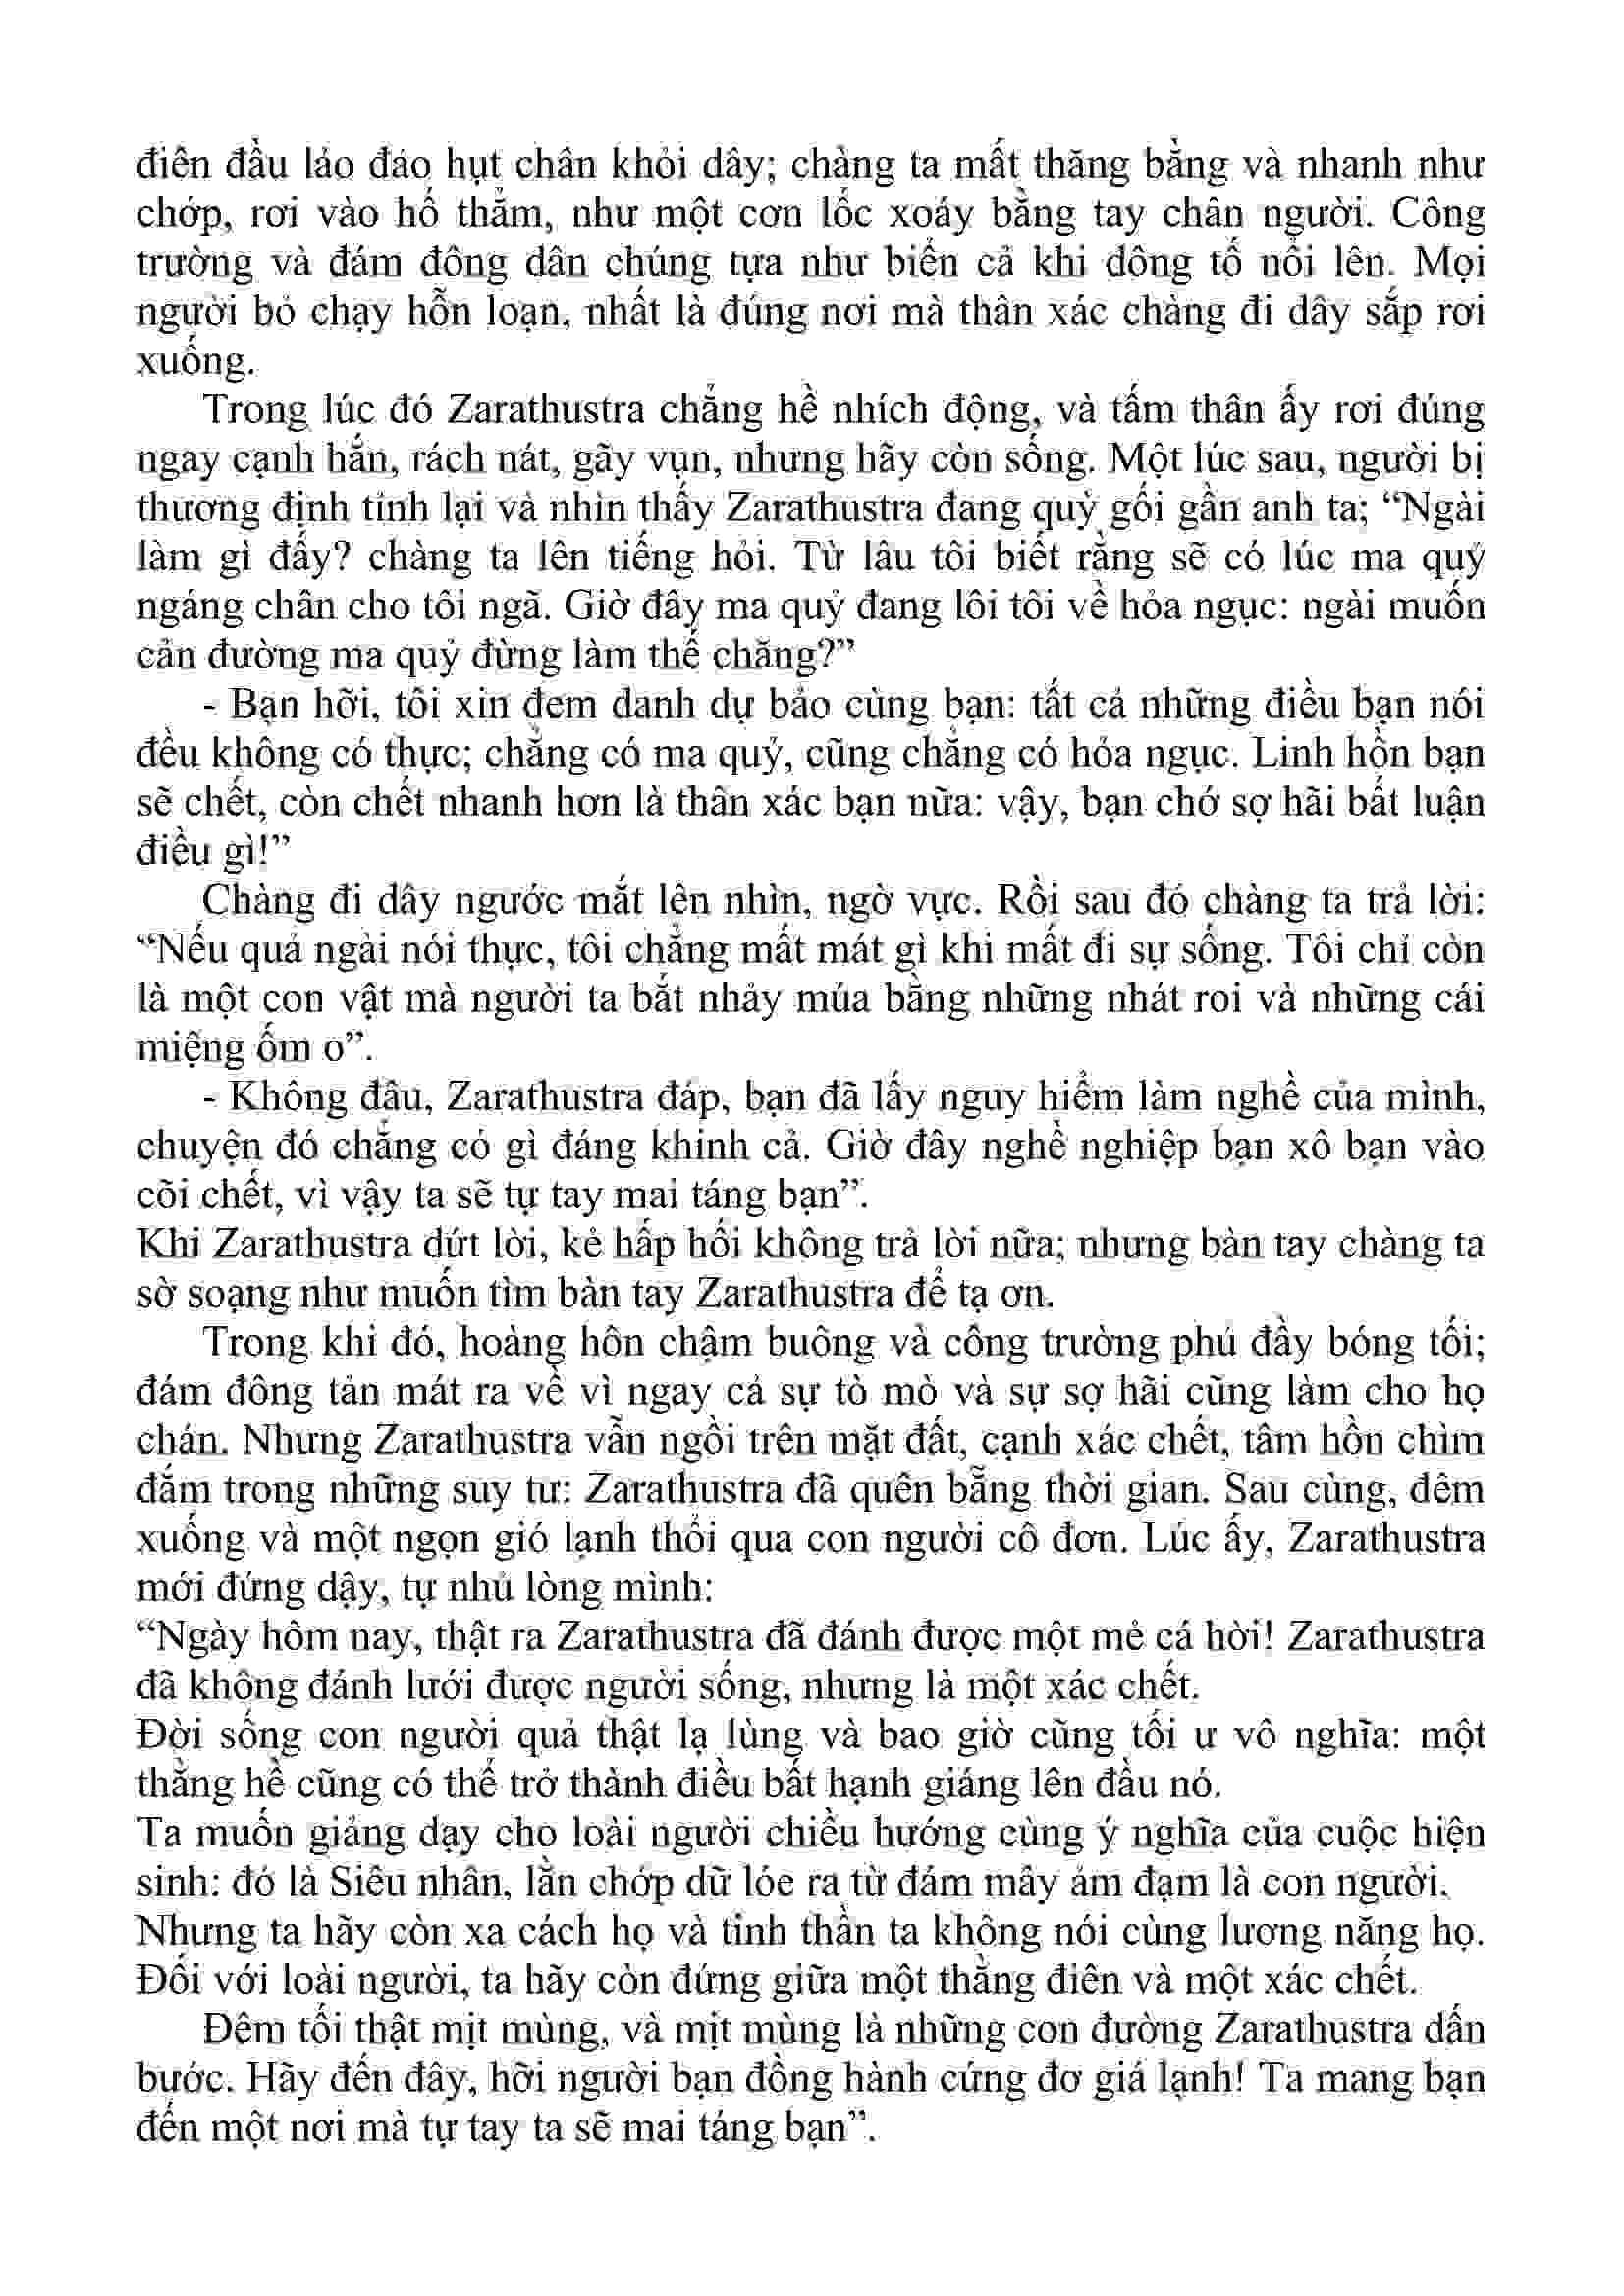 điên đầu lảo đảo hụt chân khỏi dây; chàng ta mất thăng bằng và nhanh như
chớp, rơi vào hố thẳm, như một cơn lốc xoáy bằng tay chân người. Công
trường và đám đông dân chúng tựa như biển cả khi dông tố nổi lên. Mọi
người bỏ chạy hỗn loạn, nhất là đúng nơi mà thân xác chàng đi dây sắp rơi
xuống.
Trong lúc đó Zarathustra chẳng hề nhích động, và tấm thân ấy rơi đúng
ngay cạnh hắn, rách nát, gãy vụn, nhưng hãy còn sống. Một lúc sau, người bị
thương định tỉnh lại và nhìn thấy Zarathustra đang quỳ gối gần anh ta; “Ngài
làm gì đấy? chàng ta lên tiếng hỏi. Từ lâu tôi biết rằng sẽ có lúc ma quỷ
ngáng chân cho tôi ngã. Giờ đây ma quỷ đang lôi tôi về hỏa ngục: ngài muốn
cản đường ma quỷ đừng làm thế chăng?”
- Bạn hỡi, tôi xin đem danh dự bảo cùng bạn: tất cả những điều bạn nói
đều không có thực; chẳng có ma quỷ, cũng chẳng có hỏa ngục. Linh hồn bạn
sẽ chết, còn chết nhanh hơn là thân xác bạn nữa: vậy, bạn chớ sợ hãi bất luận
điều gì!”
Chàng đi dây ngước mắt lên nhìn, ngờ vực. Rồi sau đó chàng ta trả lời:
“Nếu quả ngài nói thực, tôi chẳng mất mát gì khi mất đi sự sống. Tôi chỉ còn
là một con vật mà người ta bắt nhảy múa bằng những nhát roi và những cái
miệng ốm o”.
- Không đâu, Zarathustra đáp, bạn đã lấy nguy hiểm làm nghề của mình,
chuyện đó chẳng có gì đáng khinh cả. Giờ đây nghề nghiệp bạn xô bạn vào
cõi chết, vì vậy ta sẽ tự tay mai táng bạn”.
Khi Zarathustra dứt lời, kẻ hấp hối không trả lời nữa; nhưng bàn tay chàng ta
sờ soạng như muốn tìm bàn tay Zarathustra để tạ ơn.
Trong khi đó, hoàng hôn chậm buông và công trường phủ đầy bóng tối;
đám đông tản mát ra về vì ngay cả sự tò mò và sự sợ hãi cũng làm cho họ
chán. Nhưng Zarathustra vẫn ngồi trên mặt đất, cạnh xác chết, tâm hồn chìm
đắm trong những suy tư: Zarathustra đã quên bẵng thời gian. Sau cùng, đêm
xuống và một ngọn gió lạnh thổi qua con người cô đơn. Lúc ấy, Zarathustra
mới đứng dậy, tự nhủ lòng mình:
“Ngày hôm nay, thật ra Zarathustra đã đánh được một mẻ cá hời! Zarathustra
đã không đánh lưới được người sống, nhưng là một xác chết.
Đời sống con người quả thật lạ lùng và bao giờ cũng tối ư vô nghĩa: một
thằng hề cũng có thể trở thành điều bất hạnh giáng lên đầu nó.
Ta muốn giảng dạy cho loài người chiều hướng cùng ý nghĩa của cuộc hiện
sinh: đó là Siêu nhân, lằn chớp dữ lóe ra từ đám mây ảm đạm là con người.
Nhưng ta hãy còn xa cách họ và tinh thần ta không nói cùng lương năng họ.
Đối với loài người, ta hãy còn đứng giữa một thằng điên và một xác chết.
Đêm tối thật mịt mùng, và mịt mùng là những con đường Zarathustra dấn
bước. Hãy đến đây, hỡi người bạn đồng hành cứng đơ giá lạnh! Ta mang bạn
đến một nơi mà tự tay ta sẽ mai táng bạn”.